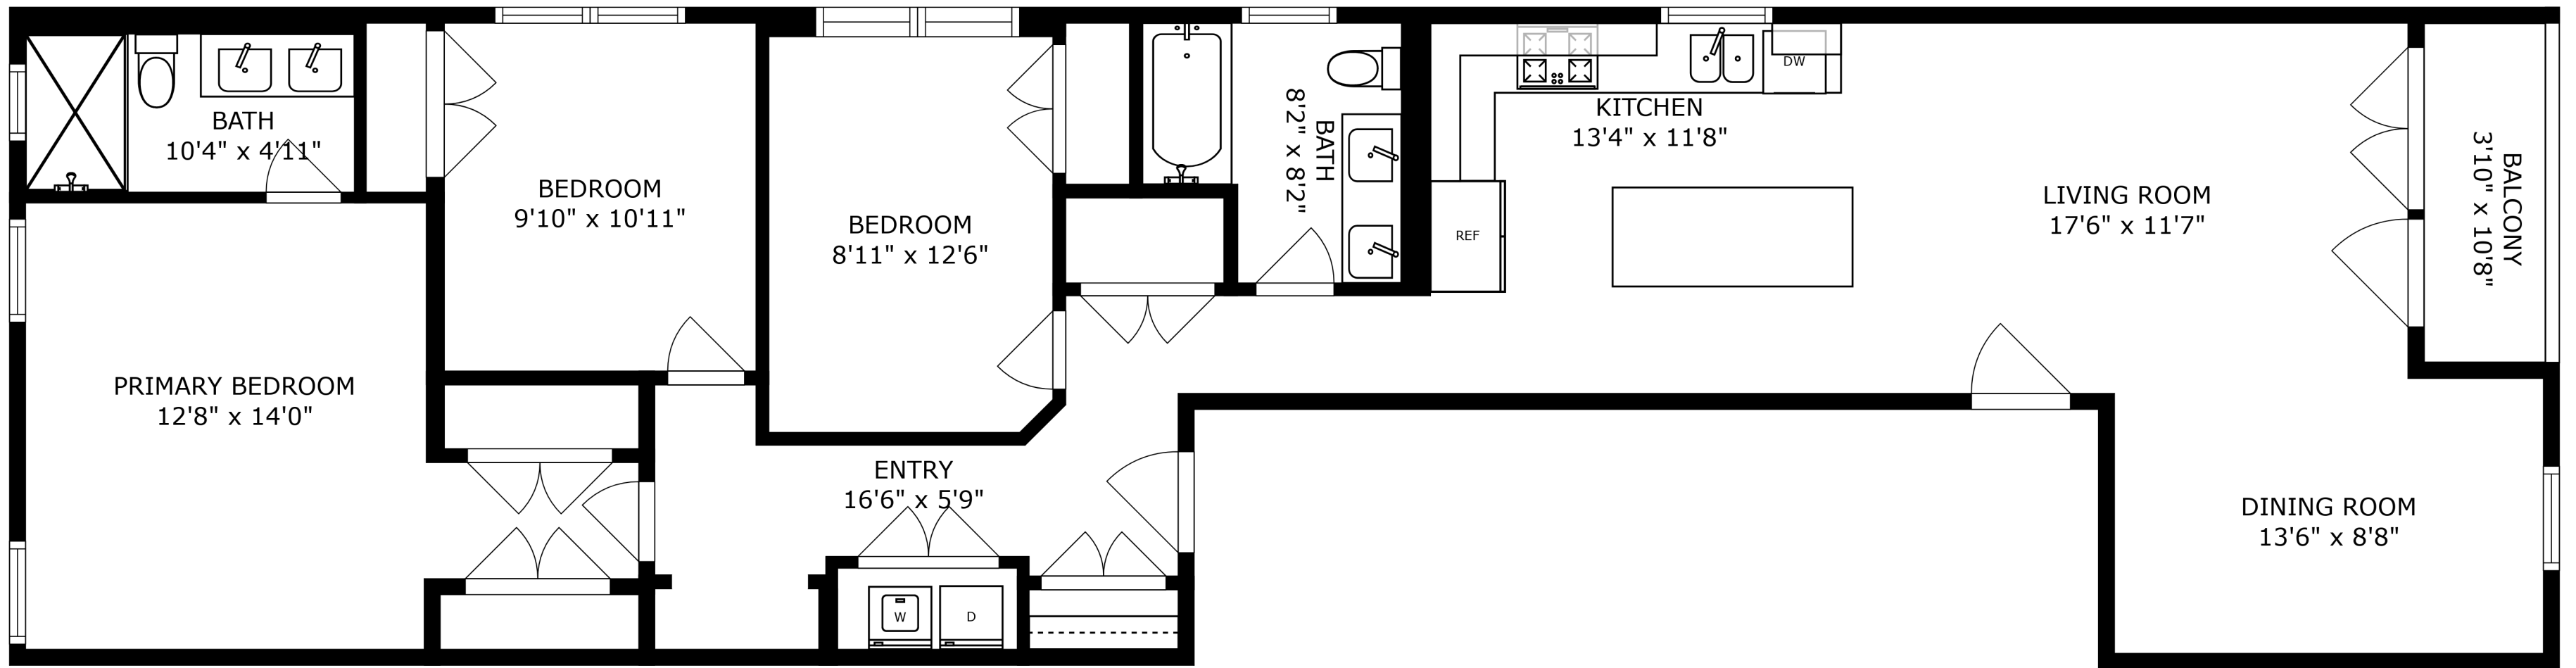 BATH
10'4" x 4'11"
BEDROOM
9'10" x 10'11"
BEDROOM
8'11" x 12'6"
BATH
8'2" x 8'2"
KITCHEN
13'4" x 11'8"
DW
REF
LIVING ROOM
17'6" x 11'7"
BALCONY
3'10" x 10'8"
PRIMARY BEDROOM
12'8" x 14'0"
ENTRY
16'6" x 5'9"
W
D
DINING ROOM
13'6" x 8'8"